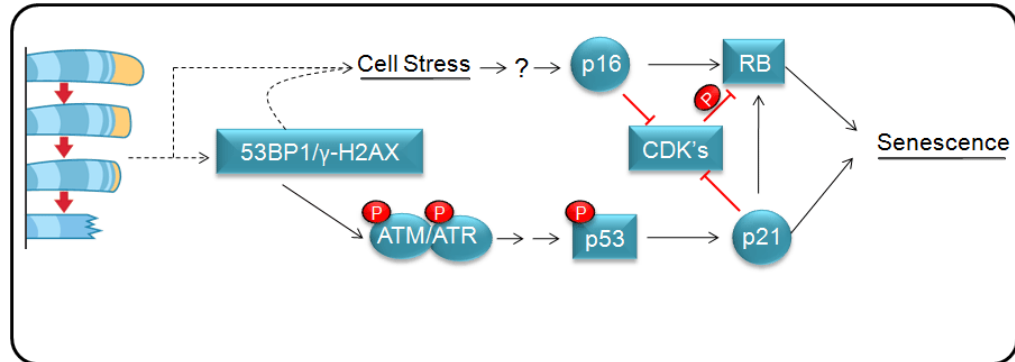 Cell Stress
?
p16
RB
P
53BP1/γ-H2AX
CDK's
Senescence
P
P
ATM/ATR
P
p53
p21